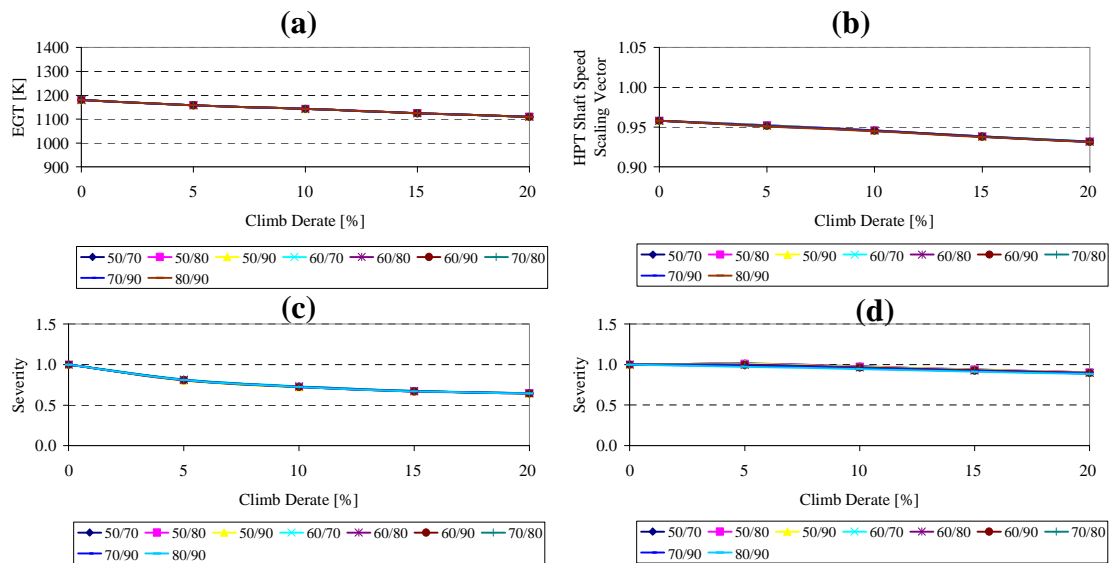 (a)
1400
1300
1200
1100
1000
900
EGT [K]
0 5 10 15 20
Climb Derate [%]
50/70 50/80 50/90 60/70 60/80 60/90 70/80
70/90 80/90
(b)
1.05
1.00
0.95
0.90
HPT Shaft Speed
Scaling Vector
0 5 10 15 20
Climb Derate [%]
50/70 50/80 50/90 60/70 60/80 60/90 70/80
70/90 80/90
(c)
1.5
1.0
0.5
0.0
Severity
0 5 10 15 20
Climb Derate [%]
50/70 50/80 50/90 60/70 60/80 60/90 70/80
70/90 80/90
(d)
1.5
1.0
0.5
0.0
Severity
0 5 10 15 20
Climb Derate [%]
50/70 50/80 50/90 60/70 60/80 60/90 70/80
70/90 80/90